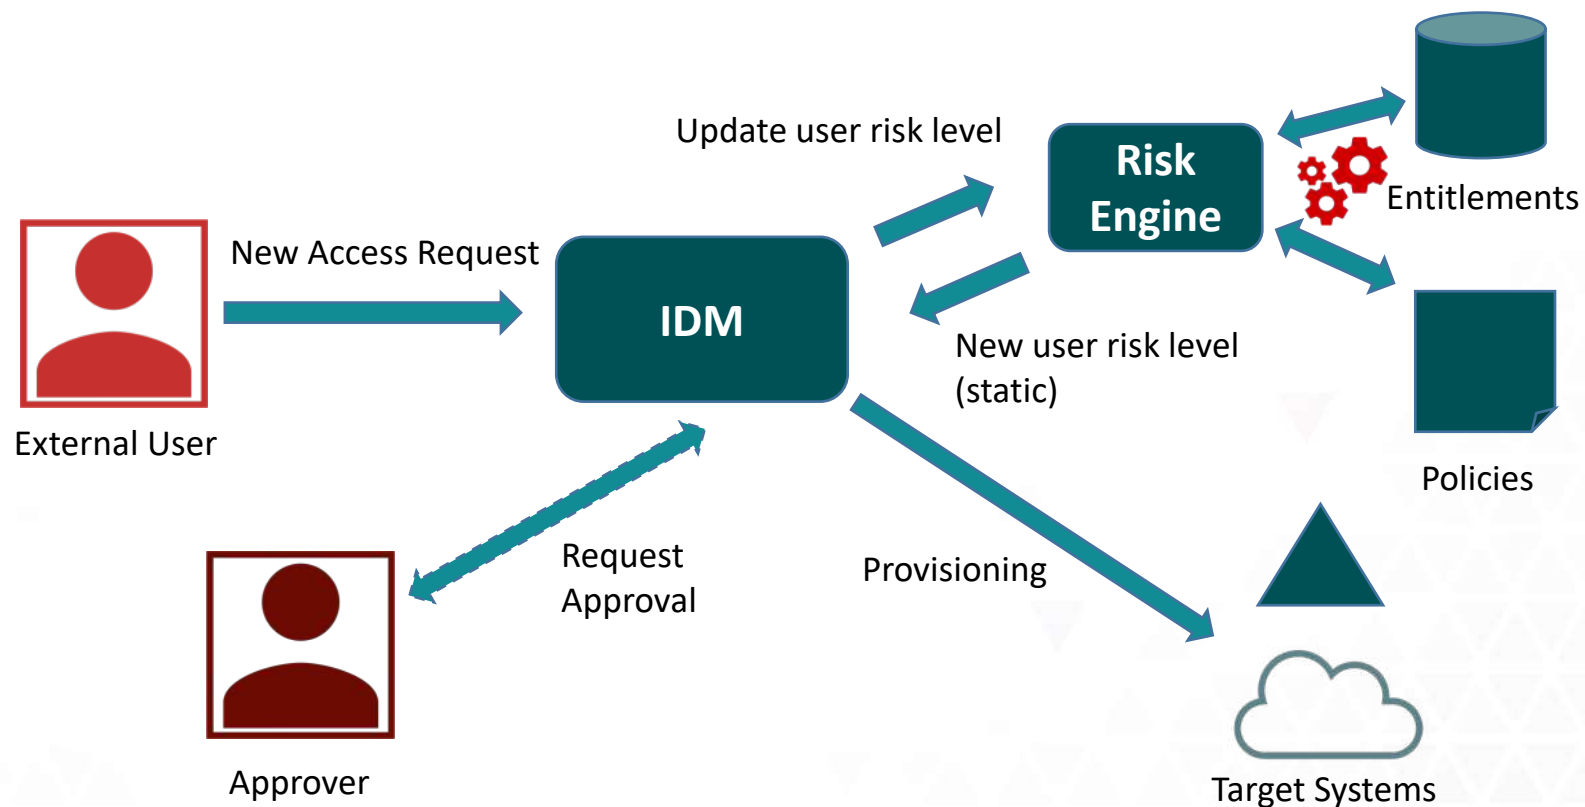 Update user risk level
Risk
Engine
Entitlements
New Access Request
IDM
New user risk level
(static)
External User
Policies
Request
Approval
Provisioning
Approver
Target Systems